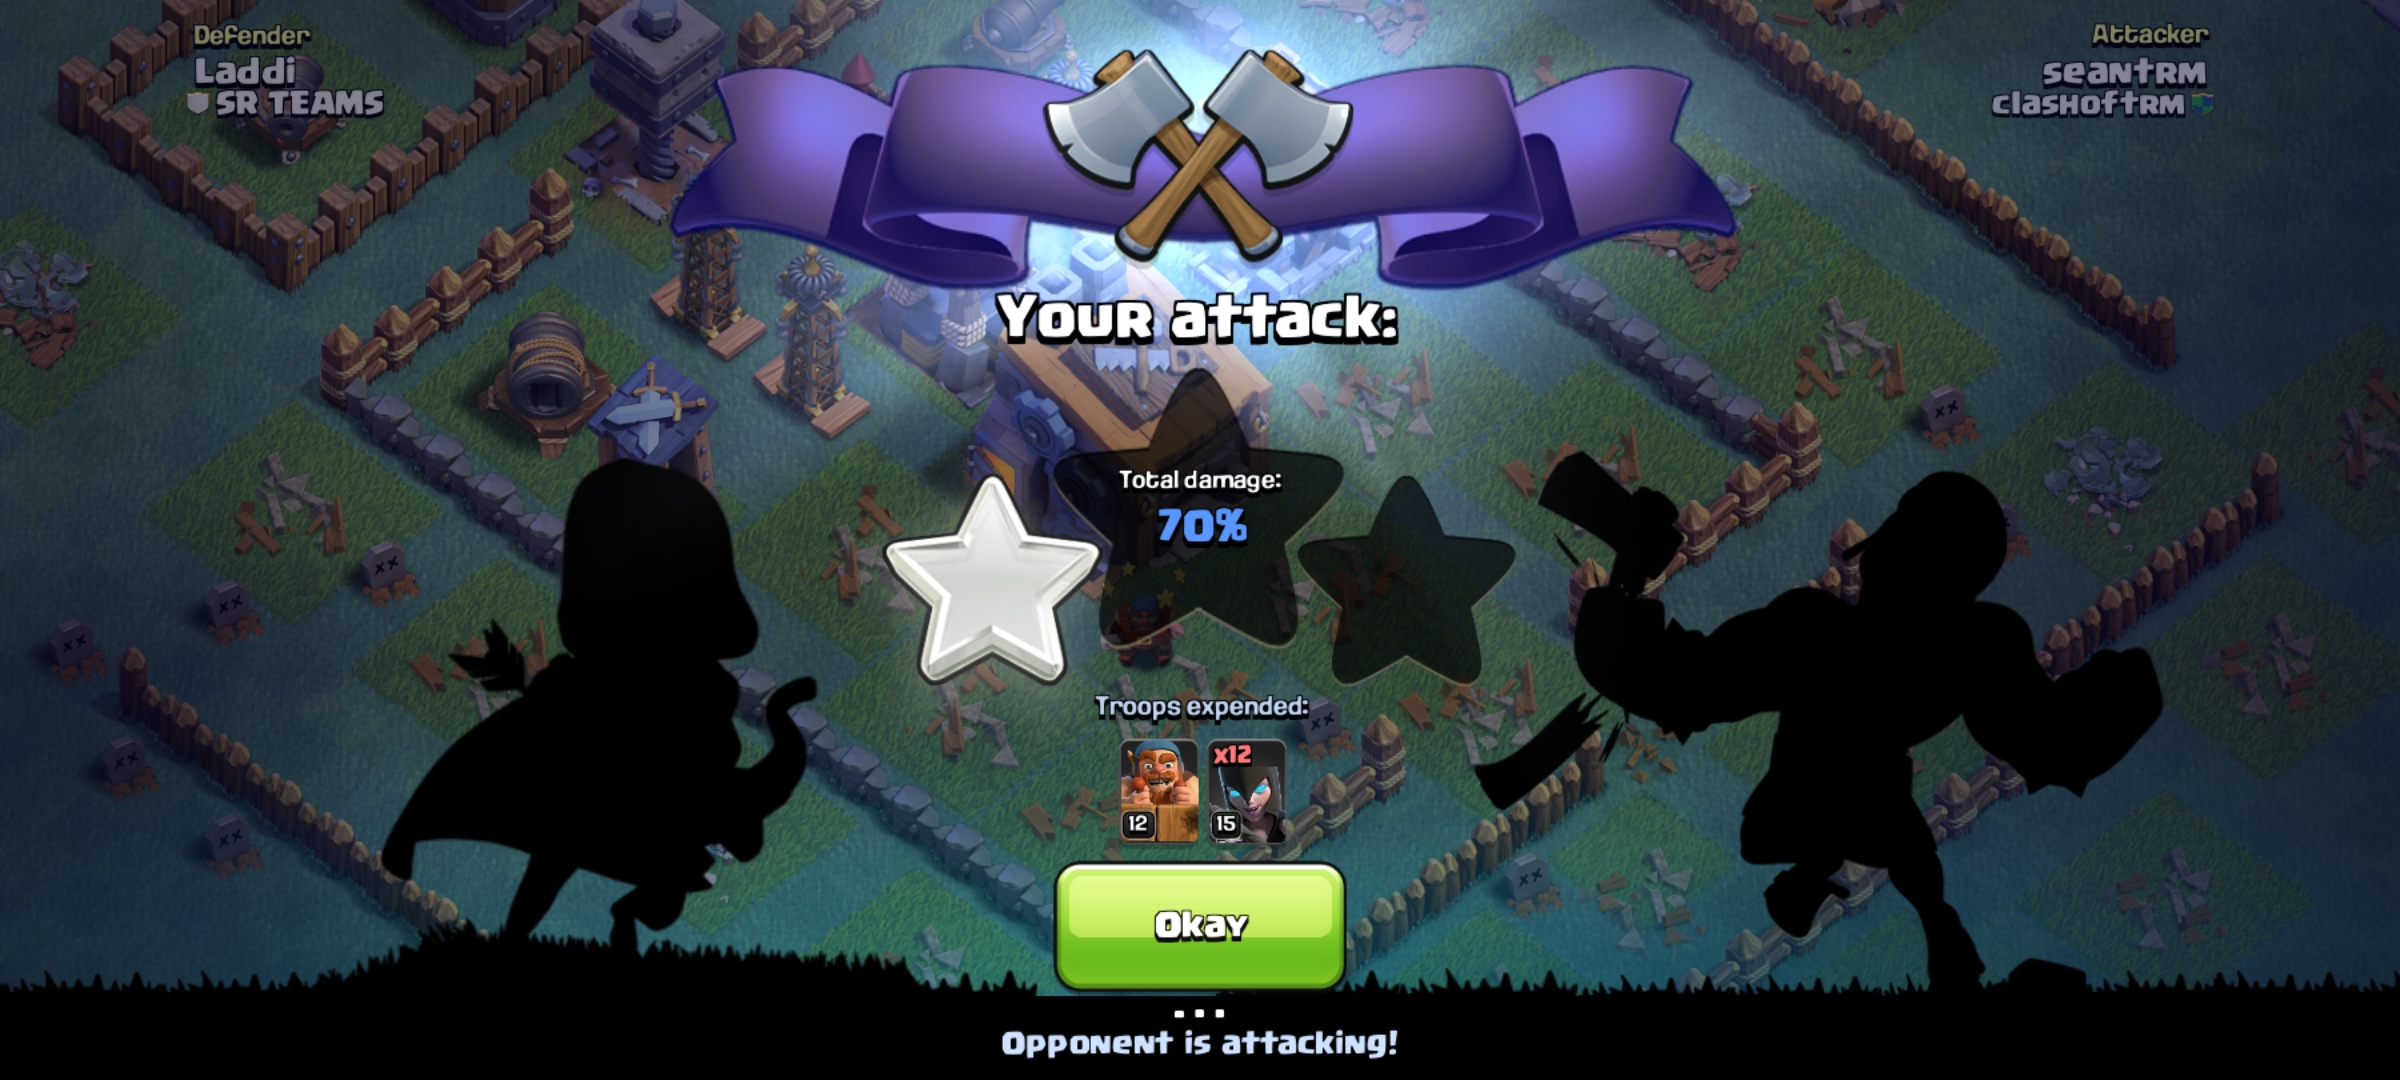 Defender
Laddi
SR TEAMS
Attacker
seantRM
clashoftRM
Your attack:
Total damage:
70%
Troops expended:
x12
12
15
Okay
...
Opponent is attacking!